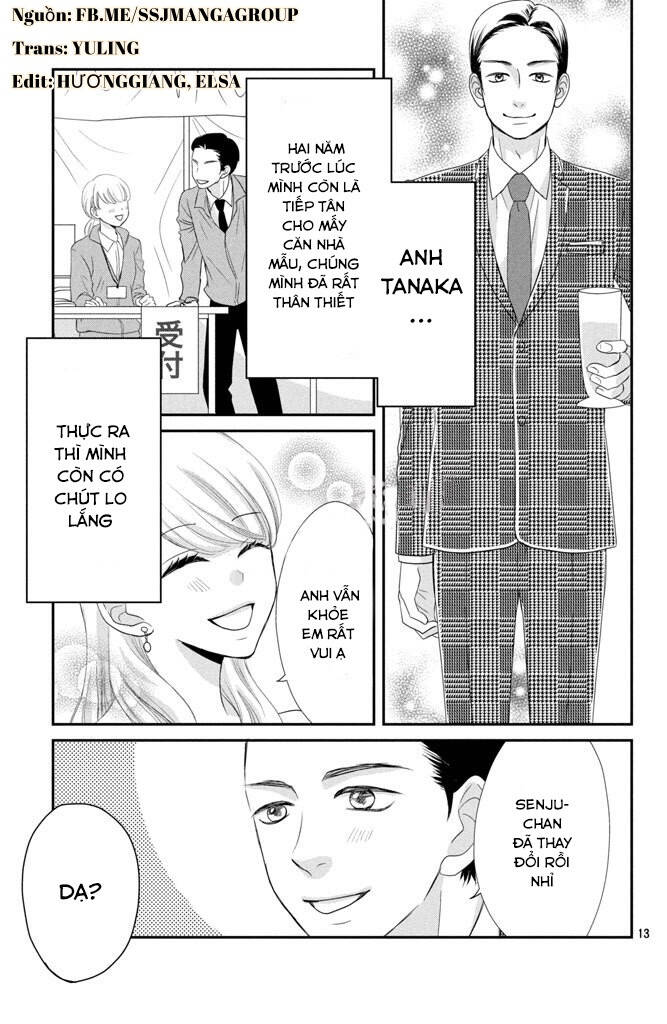 Nguồn: FB.ME/SSJMANGAGROUP
Trans: YULING
Edit: HƯƠNGGIANG, ELSA
ANH
TANAKA
...
HAI NĂM
TRƯỚC LÚC
MÌNH CÒN LÀ
TIẾP TÂN
CHO MẤY
CĂN NHÀ
MẪU, CHÚNG
MÌNH ĐÃ RẤT
THÂN THIẾT
受付
THỰC RA
THÌ MÌNH
CÒN CÓ
CHÚT LO
LẮNG
ANH VẪN
KHỎE
EM RẤT
VUI Ạ
SENJU-
CHAN
ĐÃ THAY
ĐỔI RỒI
NHỈ
DẠ?
13